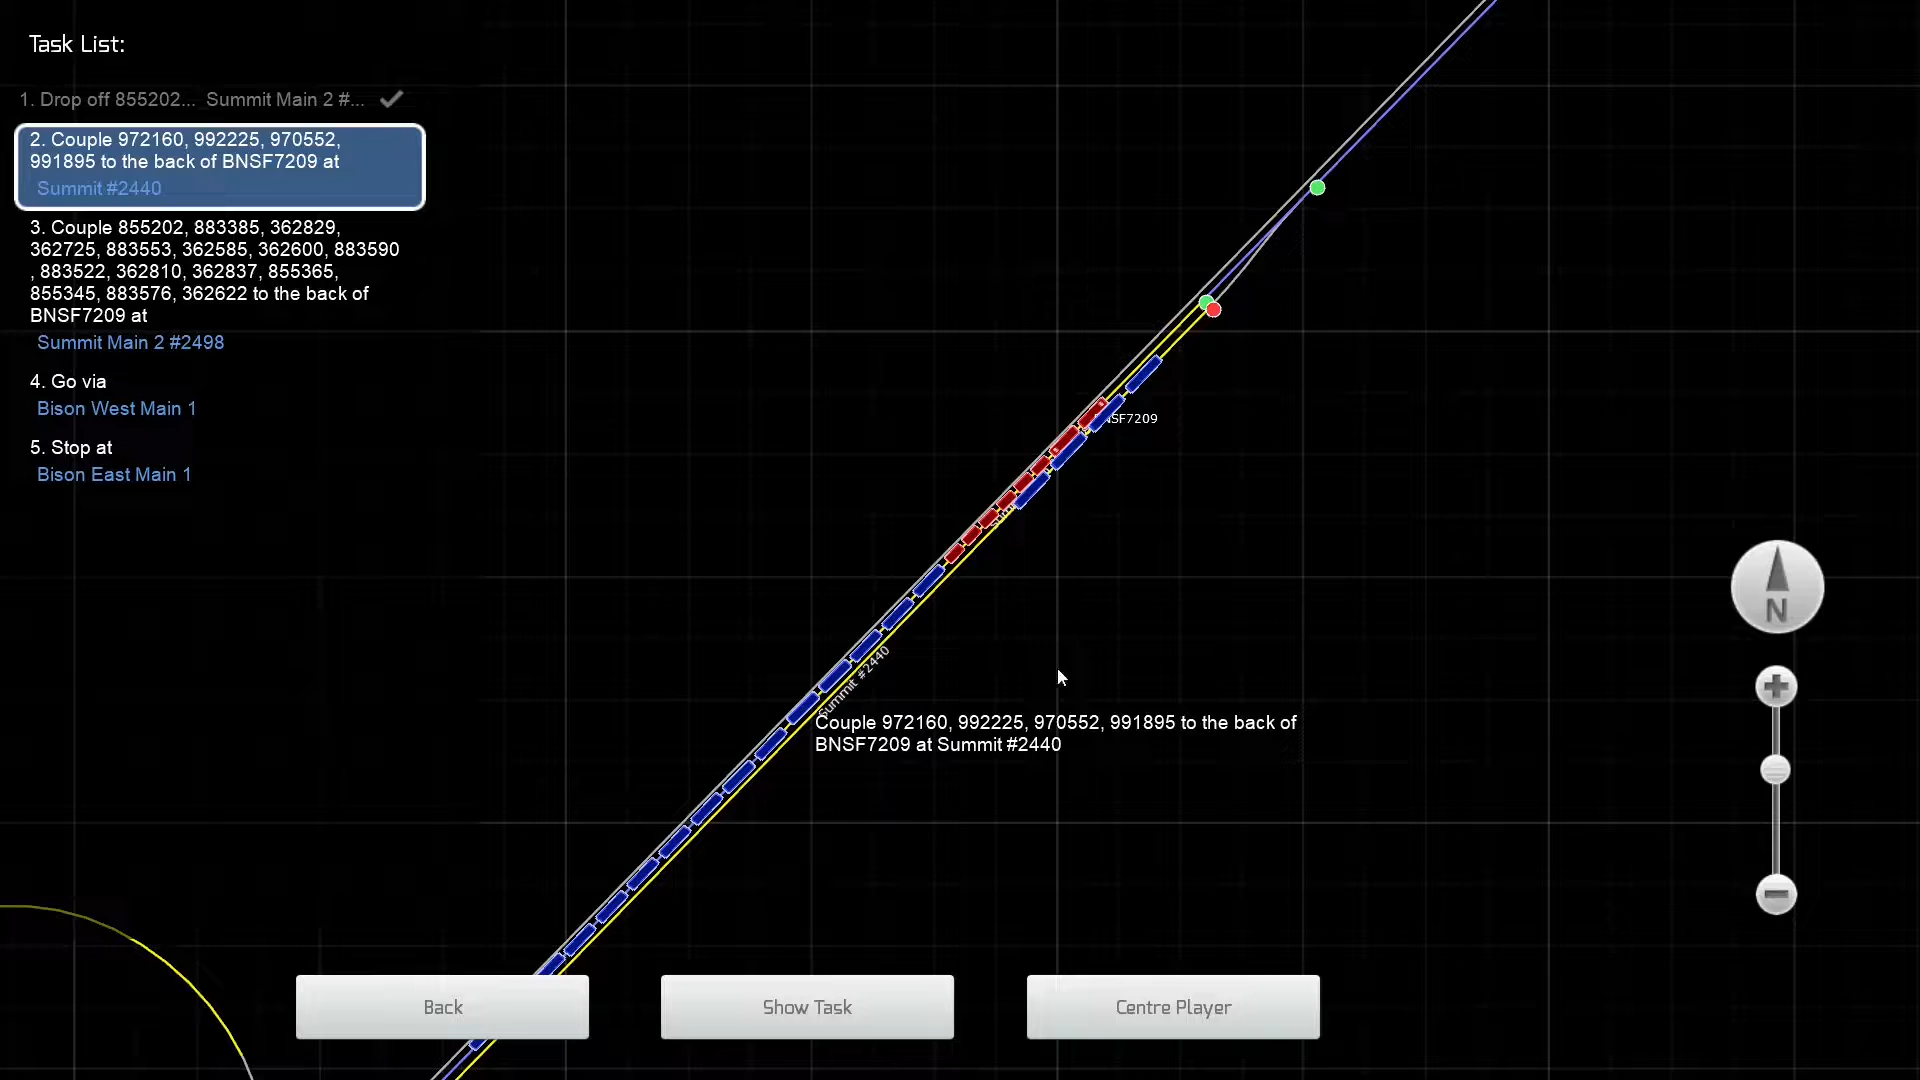 Task List:
1. Drop off 855202... Summit Main 2 #...
2. Couple 972160, 992225, 970552,
991895 to the back of BNSF7209 at
Summit #2440
3. Couple 855202, 883385, 362829,
362725, 883553, 362585, 362600, 883590
, 883522, 362810, 362837, 855365,
855345, 883576, 362622 to the back of
BNSF7209 at
Summit Main 2 #2498
4. Go via
Bison West Main 1
5. Stop at
Bison East Main 1
Summit #2440
Couple 972160, 992225, 970552, 991895 to the back of
BNSF7209 at Summit #2440
N
Back
Show Task
Centre Player